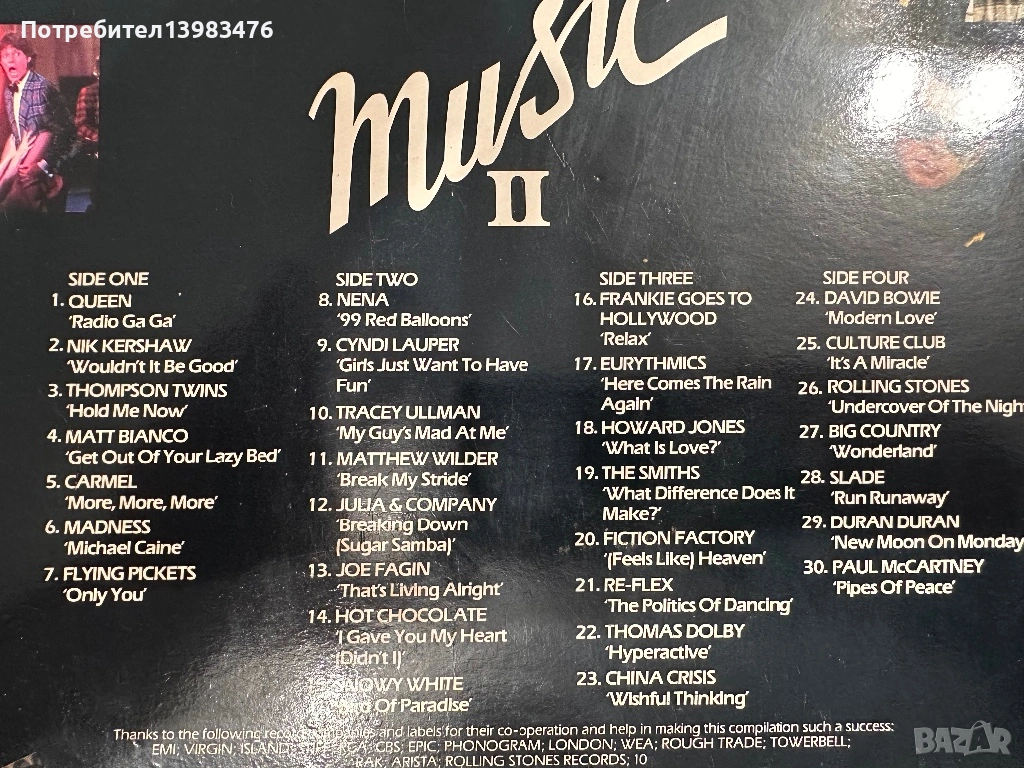 Потребител13983476
Music
II
SIDE ONE
1. QUEEN
'Radio Ga Ga'
2. NIK KERSHAW
'Wouldn't It Be Good'
3. THOMPSON TWINS
'Hold Me Now'
4. MATT BIANCO
'Get Out Of Your Lazy Bed'
5. CARMEL
'More, More, More'
6. MADNESS
'Michael Caine'
7. FLYING PICKETS
'Only You'
SIDE TWO
8. NENA
'99 Red Balloons'
9. CYNDI LAUPER
'Girls Just Want To Have
Fun'
10. TRACEY ULLMAN
'My Guy's Mad At Me'
11. MATTHEW WILDER
'Break My Stride'
12. JULIA & COMPANY
'Breaking Down
(Sugar Samba)'
13. JOE FAGIN
'That's Living Alright'
14. HOT CHOCOLATE
'I Gave You My Heart
(Didn't I)'
SNOWY WHITE
Of Paradise'
SIDE THREE
16. FRANKIE GOES TO
HOLLYWOOD
'Relax'
17. EURYTHMICS
'Here Comes The Rain
Again'
18. HOWARD JONES
'What Is Love?'
19. THE SMITHS
'What Difference Does It
Make?'
20. FICTION FACTORY
'(Feels Like) Heaven'
21. RE-FLEX
'The Politics Of Dancing'
22. THOMAS DOLBY
'Hyperactive'
23. CHINA CRISIS
'Wishful Thinking'
SIDE FOUR
24. DAVID BOWIE
'Modern Love'
25. CULTURE CLUB
'It's A Miracle'
26. ROLLING STONES
'Undercover Of The Nigh
27. BIG COUNTRY
'Wonderland'
28. SLADE
'Run Runaway'
29. DURAN DURAN
'New Moon On Monday
30. PAUL McCARTNEY
'Pipes Of Peace'
Thanks to the following record companies and labels for their co-operation and help in making this compilation such a success:
EMI; VIRGIN; ISLAND; CBS; EPIC; PHONOGRAM; LONDON; WEA; ROUGH TRADE; TOWERBELL;
RAK; ARISTA; ROLLING STONES RECORDS; 10
BAZAR